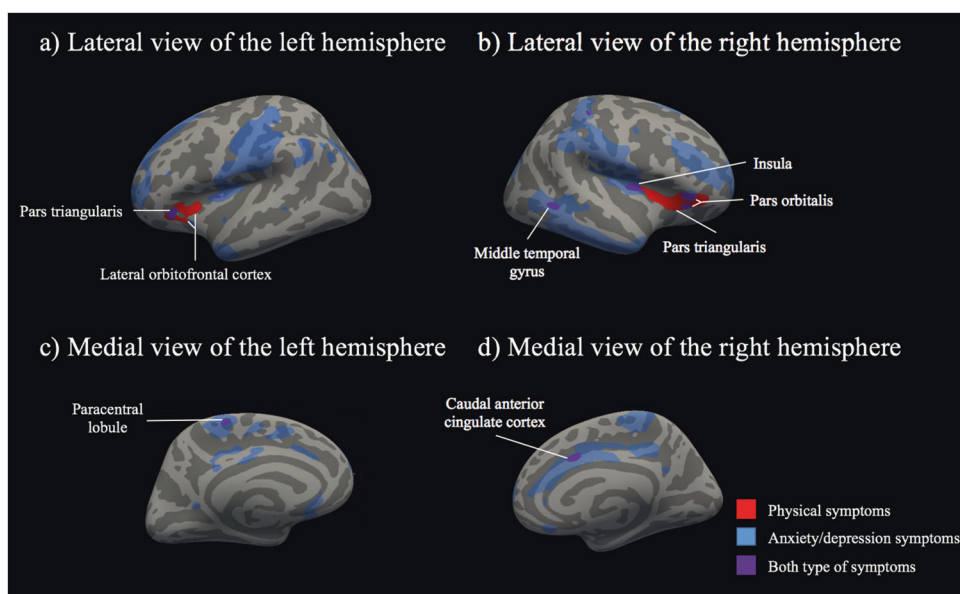 a) Lateral view of the left hemisphere
b) Lateral view of the right hemisphere
Pars triangularis
Lateral orbitofrontal cortex
Insula
Pars orbitalis
Pars triangularis
Middle temporal
gyrus
c) Medial view of the left hemisphere
d) Medial view of the right hemisphere
Paracentral
lobule
Caudal anterior
cingulate cortex
Physical symptoms
Anxiety/depression symptoms
Both type of symptoms